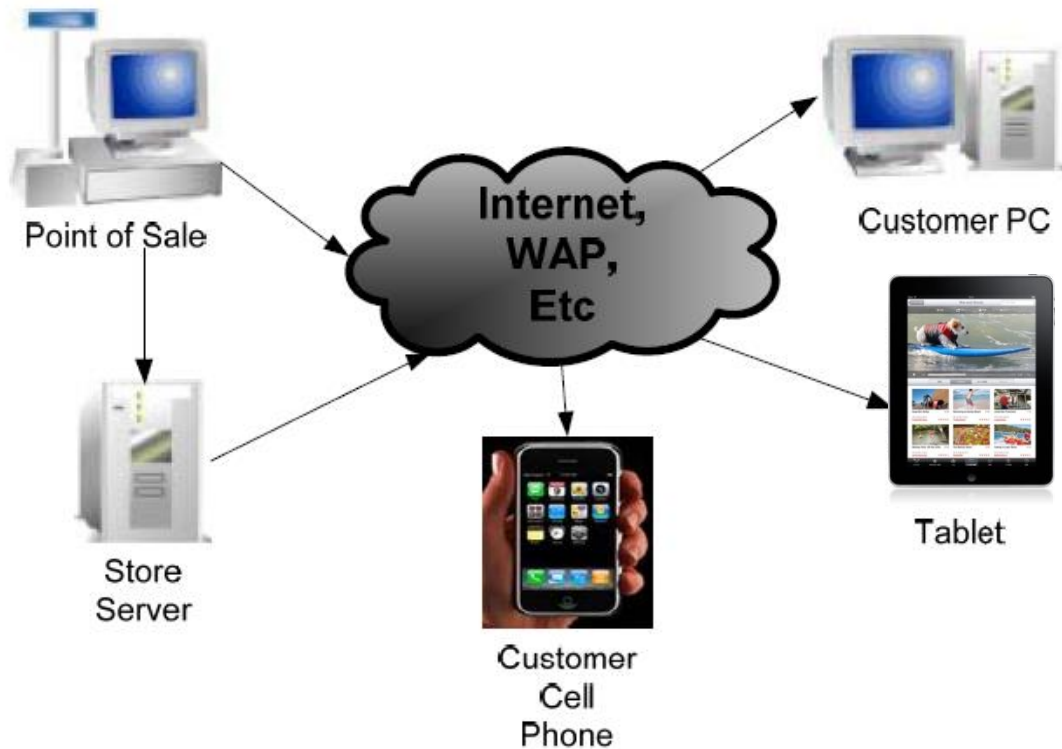 Internet,
WAP,
Etc
Point of Sale
Customer PC
Store
Server
Customer
Cell
Phone
Tablet